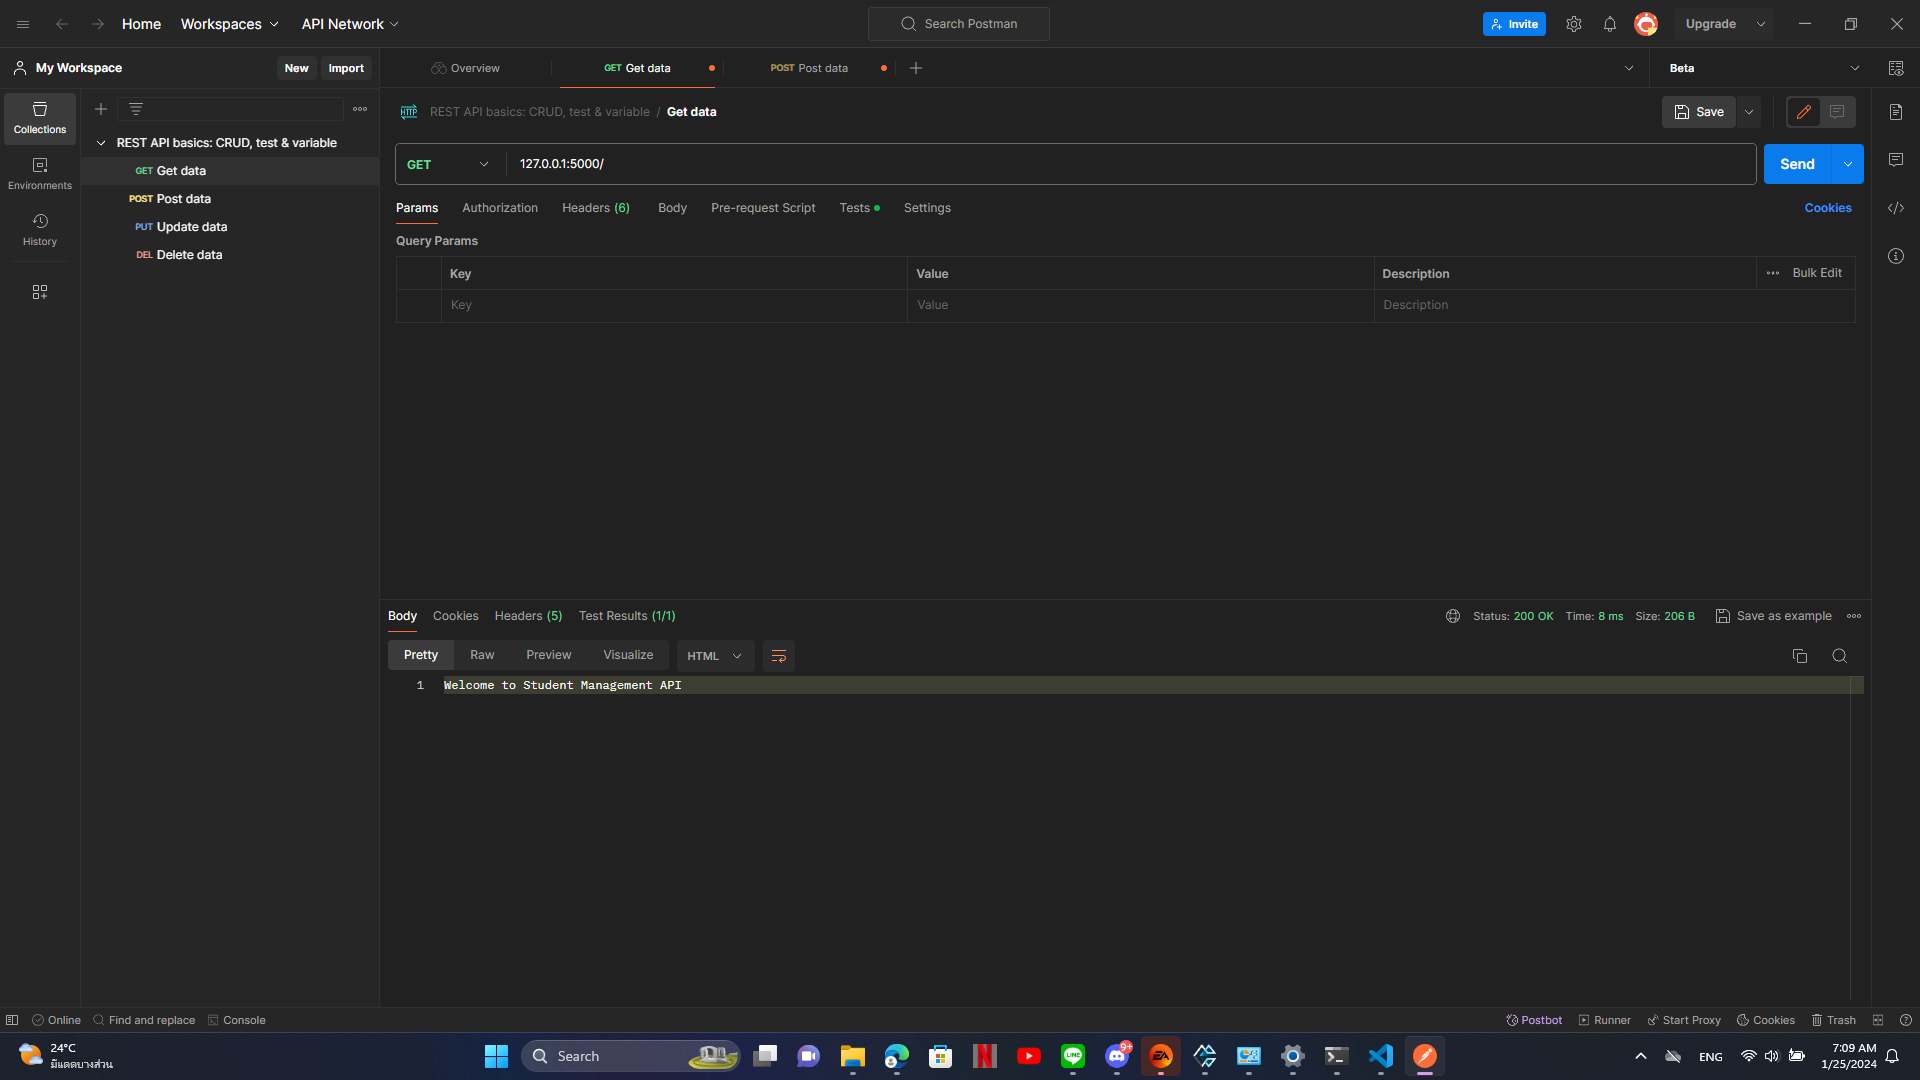 Home
Workspaces
API Network
Search Postman
Invite
Upgrade
My Workspace
New
Import
Overview
GET Get data
POST Post data
Beta
Collections
Environments
History
REST API basics: CRUD, test & variable
GET Get data
POST Post data
PUT Update data
DEL Delete data
HTTP
REST API basics: CRUD, test & variable / Get data
Save
GET
127.0.0.1:5000/
Send
Params
Authorization
Headers (6)
Body
Pre-request Script
Tests
Settings
Cookies
Query Params
Key
Value
Description
Bulk Edit
Key
Value
Description
Body
Cookies
Headers (5)
Test Results (1/1)
Status: 200 OK
Time: 8 ms
Size: 206 B
Save as example
Pretty
Raw
Preview
Visualize
HTML
1
Welcome to Student Management API
Online
Find and replace
Console
Postbot
Runner
Start Proxy
Cookies
Trash
24°C
มีแดดบางส่วน
Search
LINE
9+
EA
ENG
7:09 AM
1/25/2024